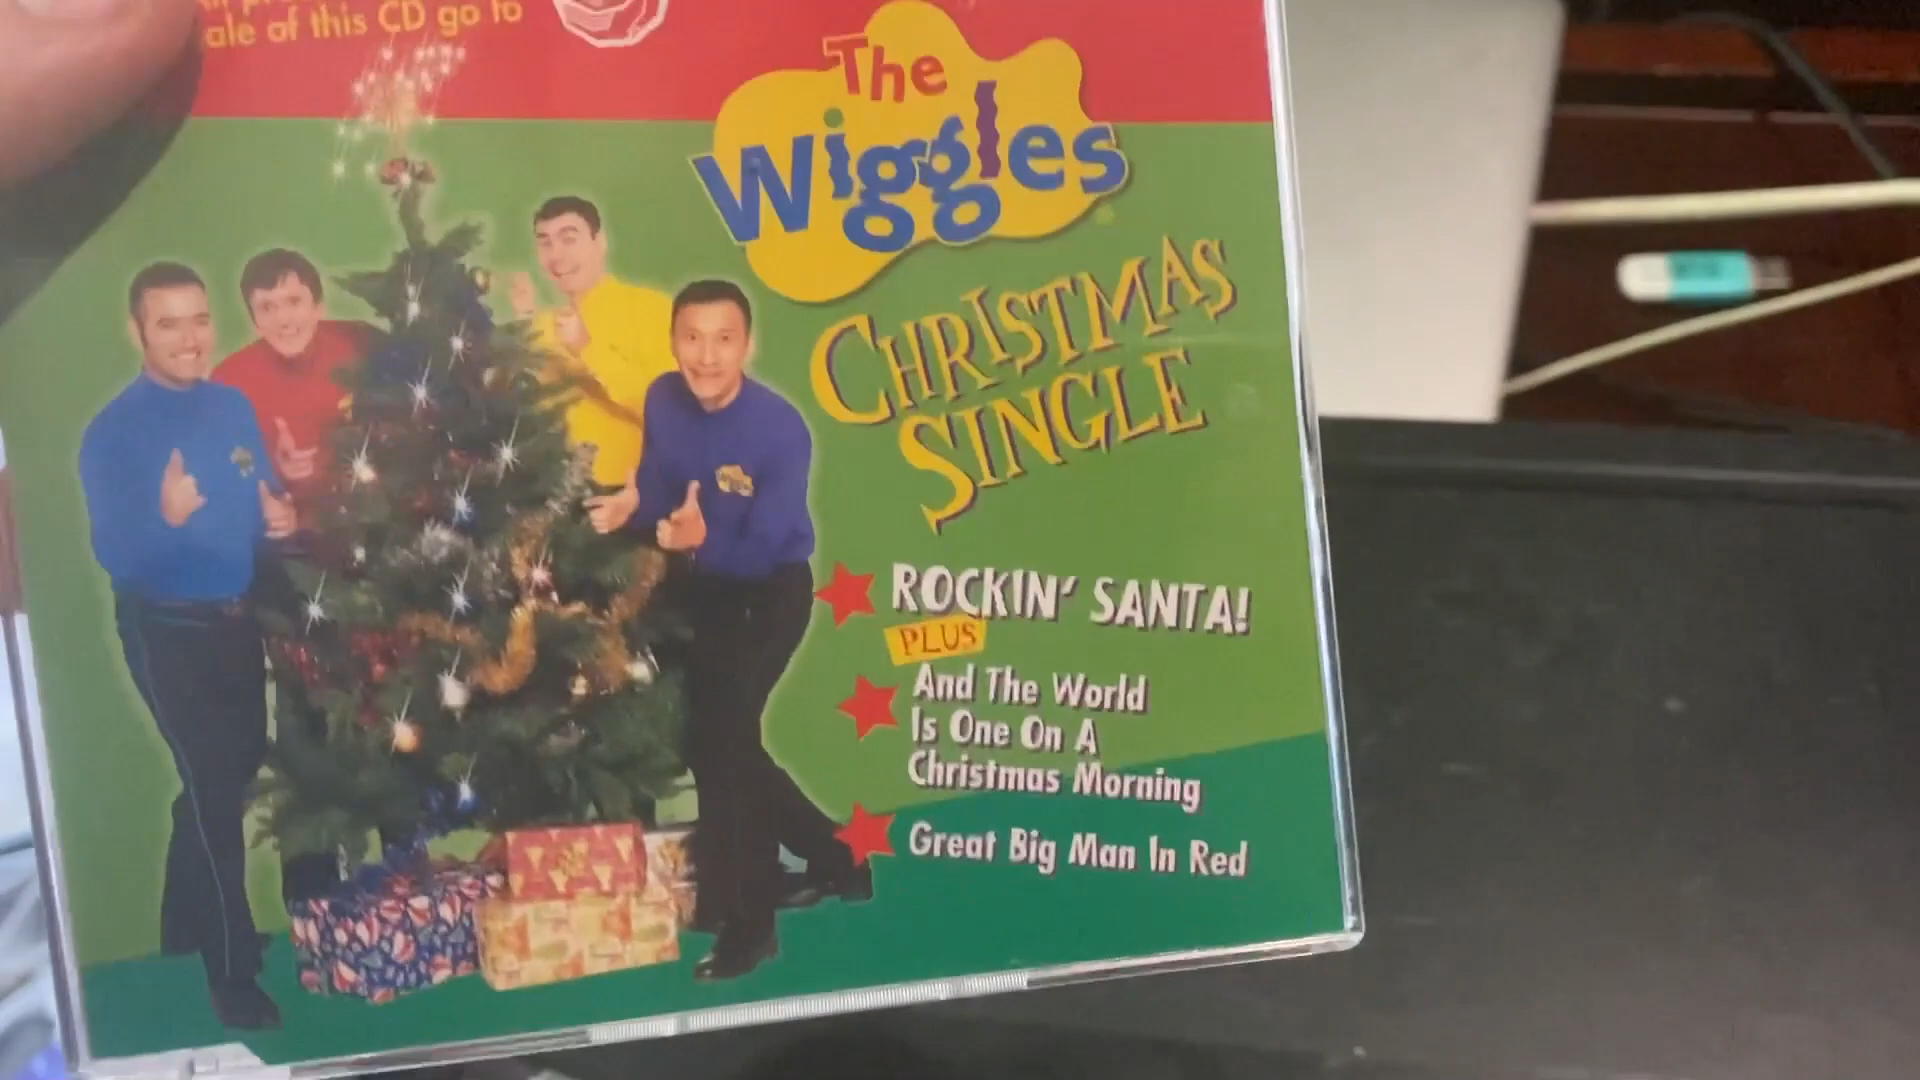 ale of this CD go to
The
Wiggles
CHRISTMAS
SINGLE
ROCKIN' SANTA!
PLUS
And The World
Is One On A
Christmas Morning
Great Big Man In Red